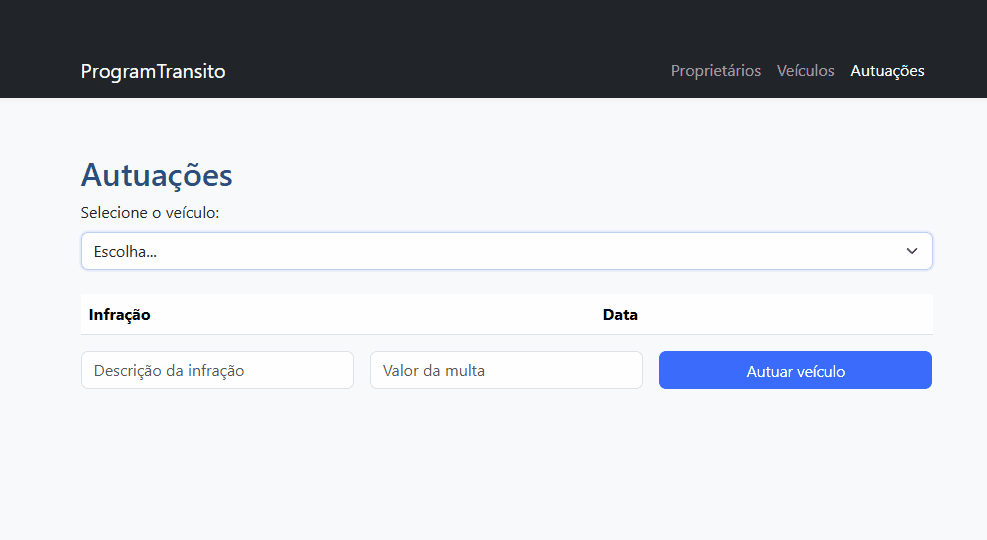 ProgramTransito Proprietários Veículos Autuações
Autuações
Selecione o veículo:
Escolha...
Infração Data
Descrição da infração Valor da multa Autuar veículo